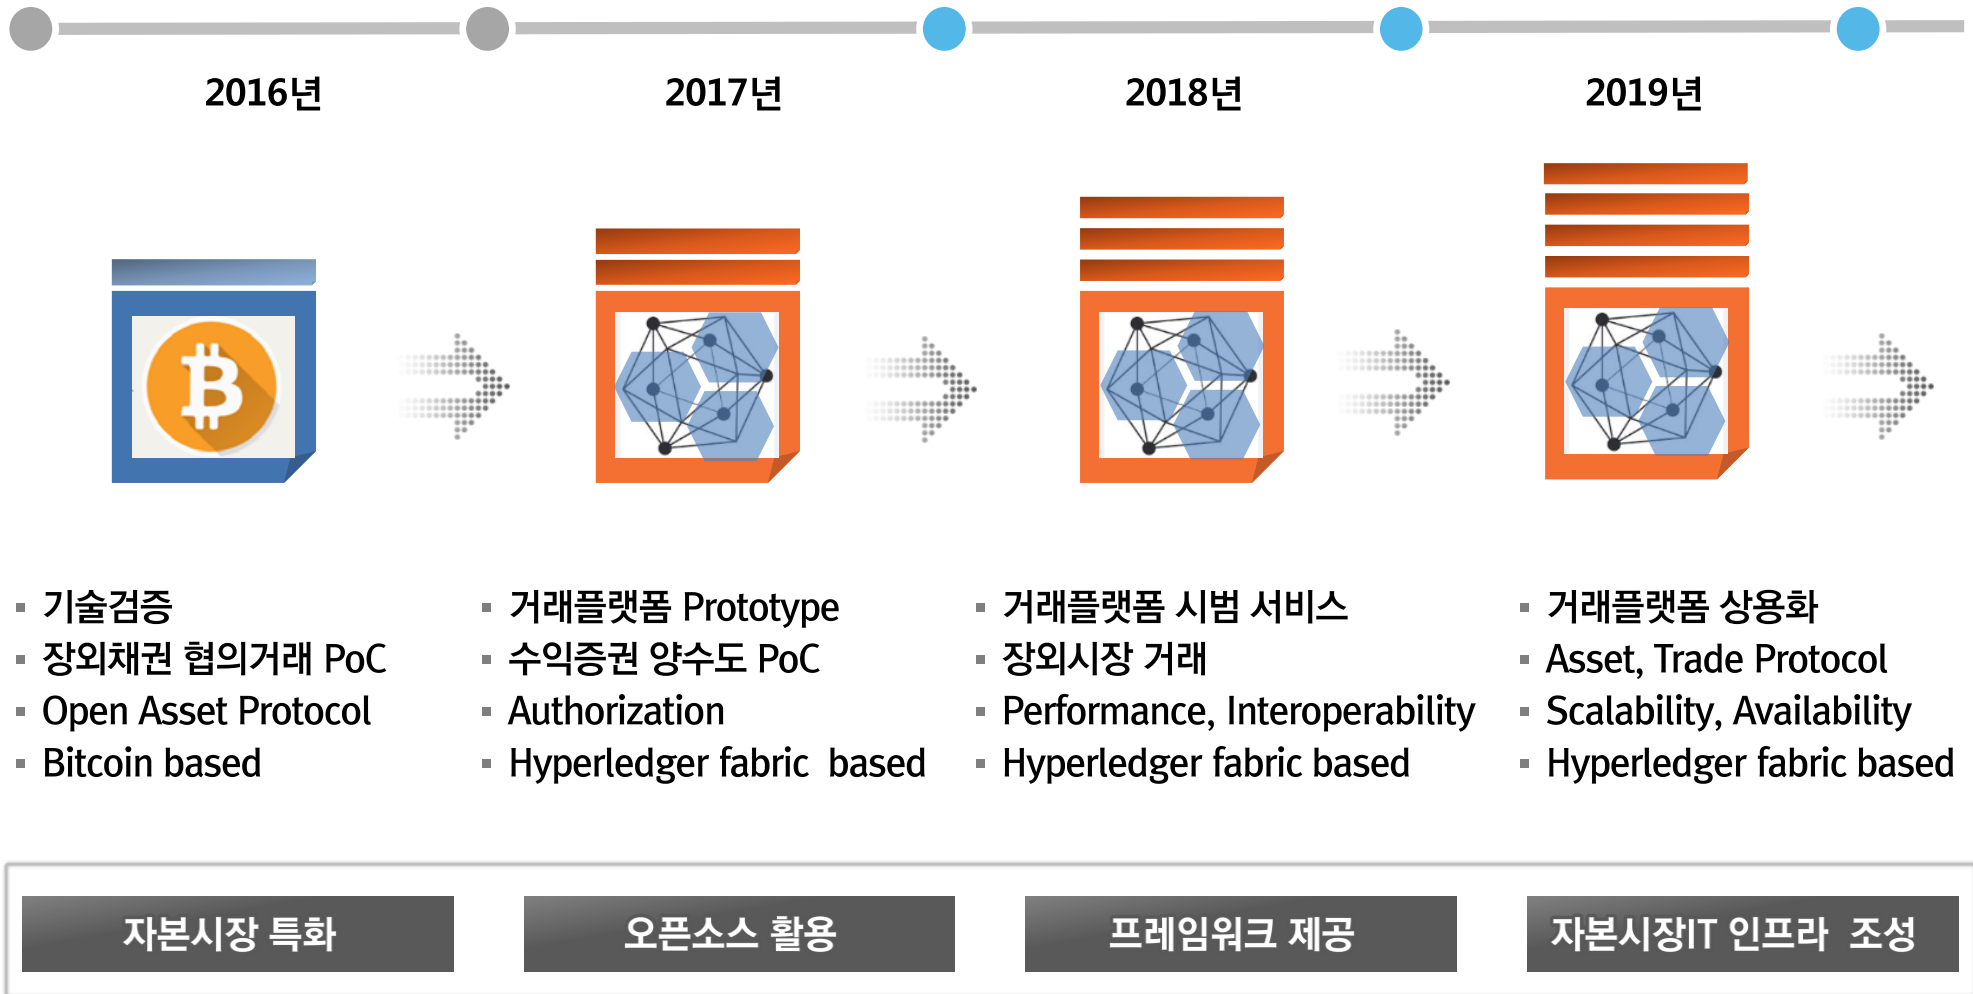 2016년
2017년
2018년
2019년
▪ 기술검증
▪ 장외채권 협의거래 PoC
▪ Open Asset Protocol
▪ Bitcoin based
▪ 거래플랫폼 Prototype
▪ 수익증권 양수도 PoC
▪ Authorization
▪ Hyperledger fabric based
▪ 거래플랫폼 시범 서비스
▪ 장외시장 거래
▪ Performance, Interoperability
▪ Hyperledger fabric based
▪ 거래플랫폼 상용화
▪ Asset, Trade Protocol
▪ Scalability, Availability
▪ Hyperledger fabric based
자본시장 특화
오픈소스 활용
프레임워크 제공
자본시장IT 인프라 조성